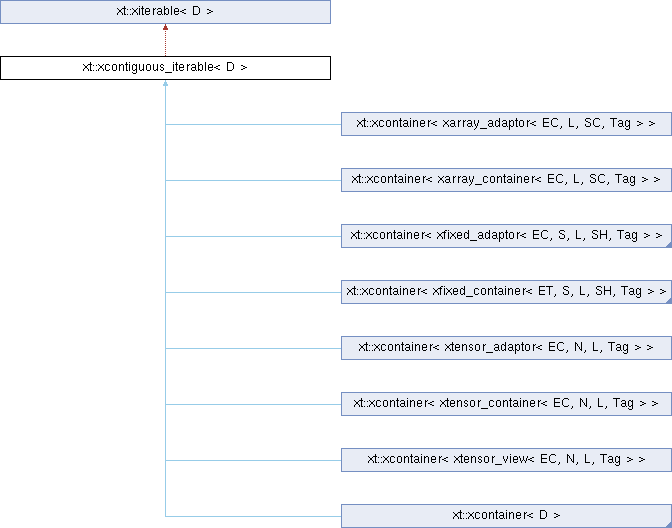 xt::xiterable< D >
xt::xcontiguous_iterable< D >
xt::xcontainer< xarray_adaptor< EC, L, SC, Tag > >
xt::xcontainer< xarray_container< EC, L, SC, Tag > >
xt::xcontainer< xfixed_adaptor< EC, S, L, SH, Tag > >
xt::xcontainer< xfixed_container< ET, S, L, SH, Tag > >
xt::xcontainer< xtensor_adaptor< EC, N, L, Tag > >
xt::xcontainer< xtensor_container< EC, N, L, Tag > >
xt::xcontainer< xtensor_view< EC, N, L, Tag > >
xt::xcontainer< D >